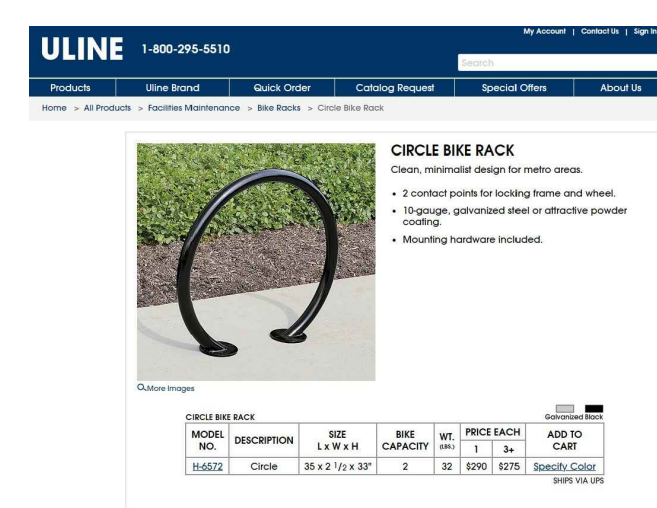 My Account | Contact Us | Sign In
ULINE 1-800-295-5510
Search
Products Uline Brand Quick Order Catalog Request Special Offers About Us
Home > All Products > Facilities Maintenance > Bike Racks > Circle Bike Rack
CIRCLE BIKE RACK
Clean, minimalist design for metro areas.
• 2 contact points for locking frame and wheel.
• 10-gauge, galvanized steel or attractive powder
coating.
• Mounting hardware included.
More Images
CIRCLE BIKE RACK
Galvanized Black
MODEL NO. DESCRIPTION SIZE L x W x H BIKE CAPACITY WT. (LBS.) PRICE EACH 1 3+ ADD TO CART
H-6572 Circle 35 x 2 1/2 x 33" 2 32 $290 $275 Specify Color
SHIPS VIA UPS